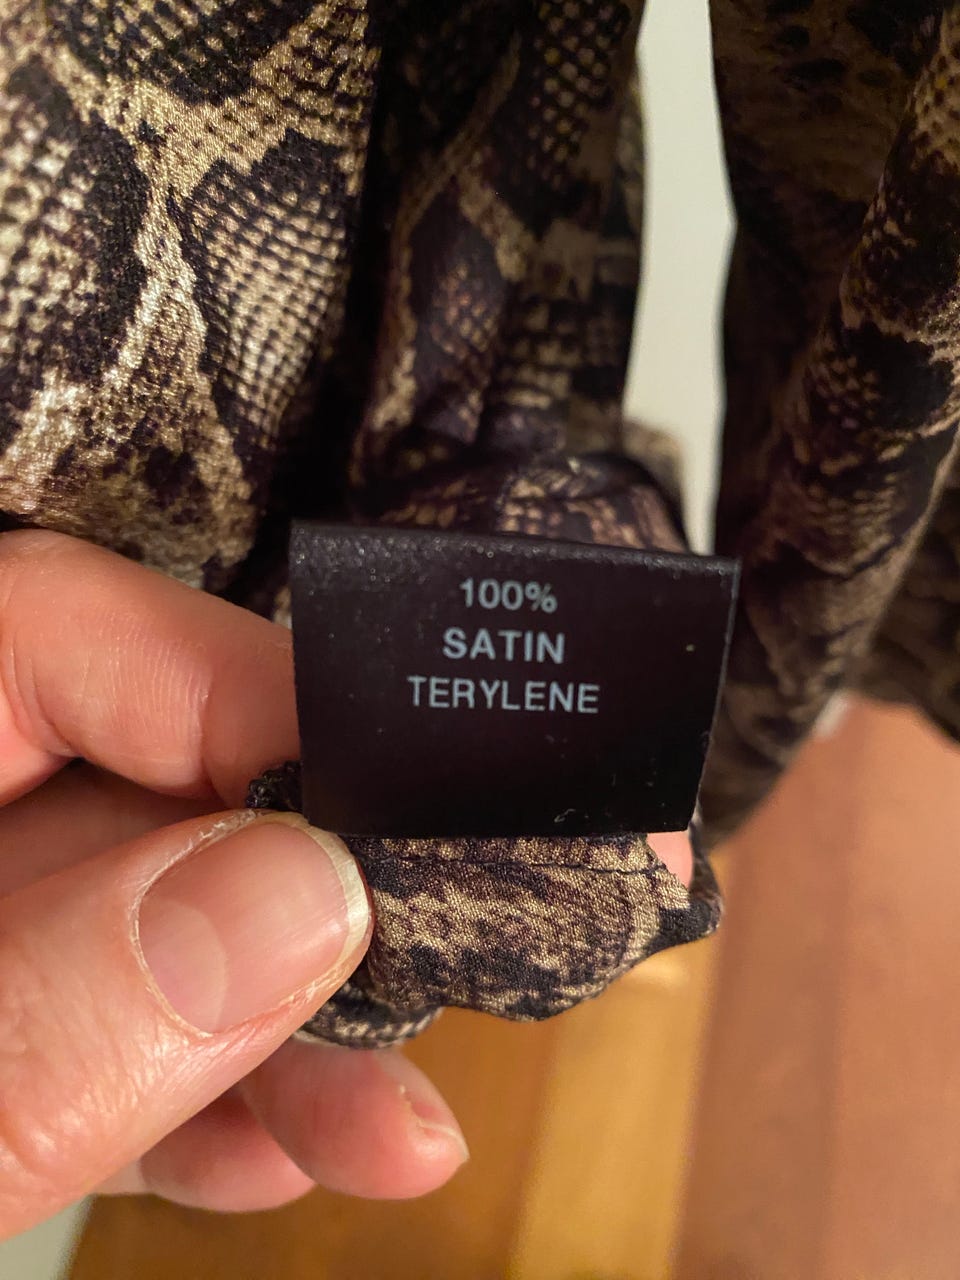 100%
SATIN
TERYLENE